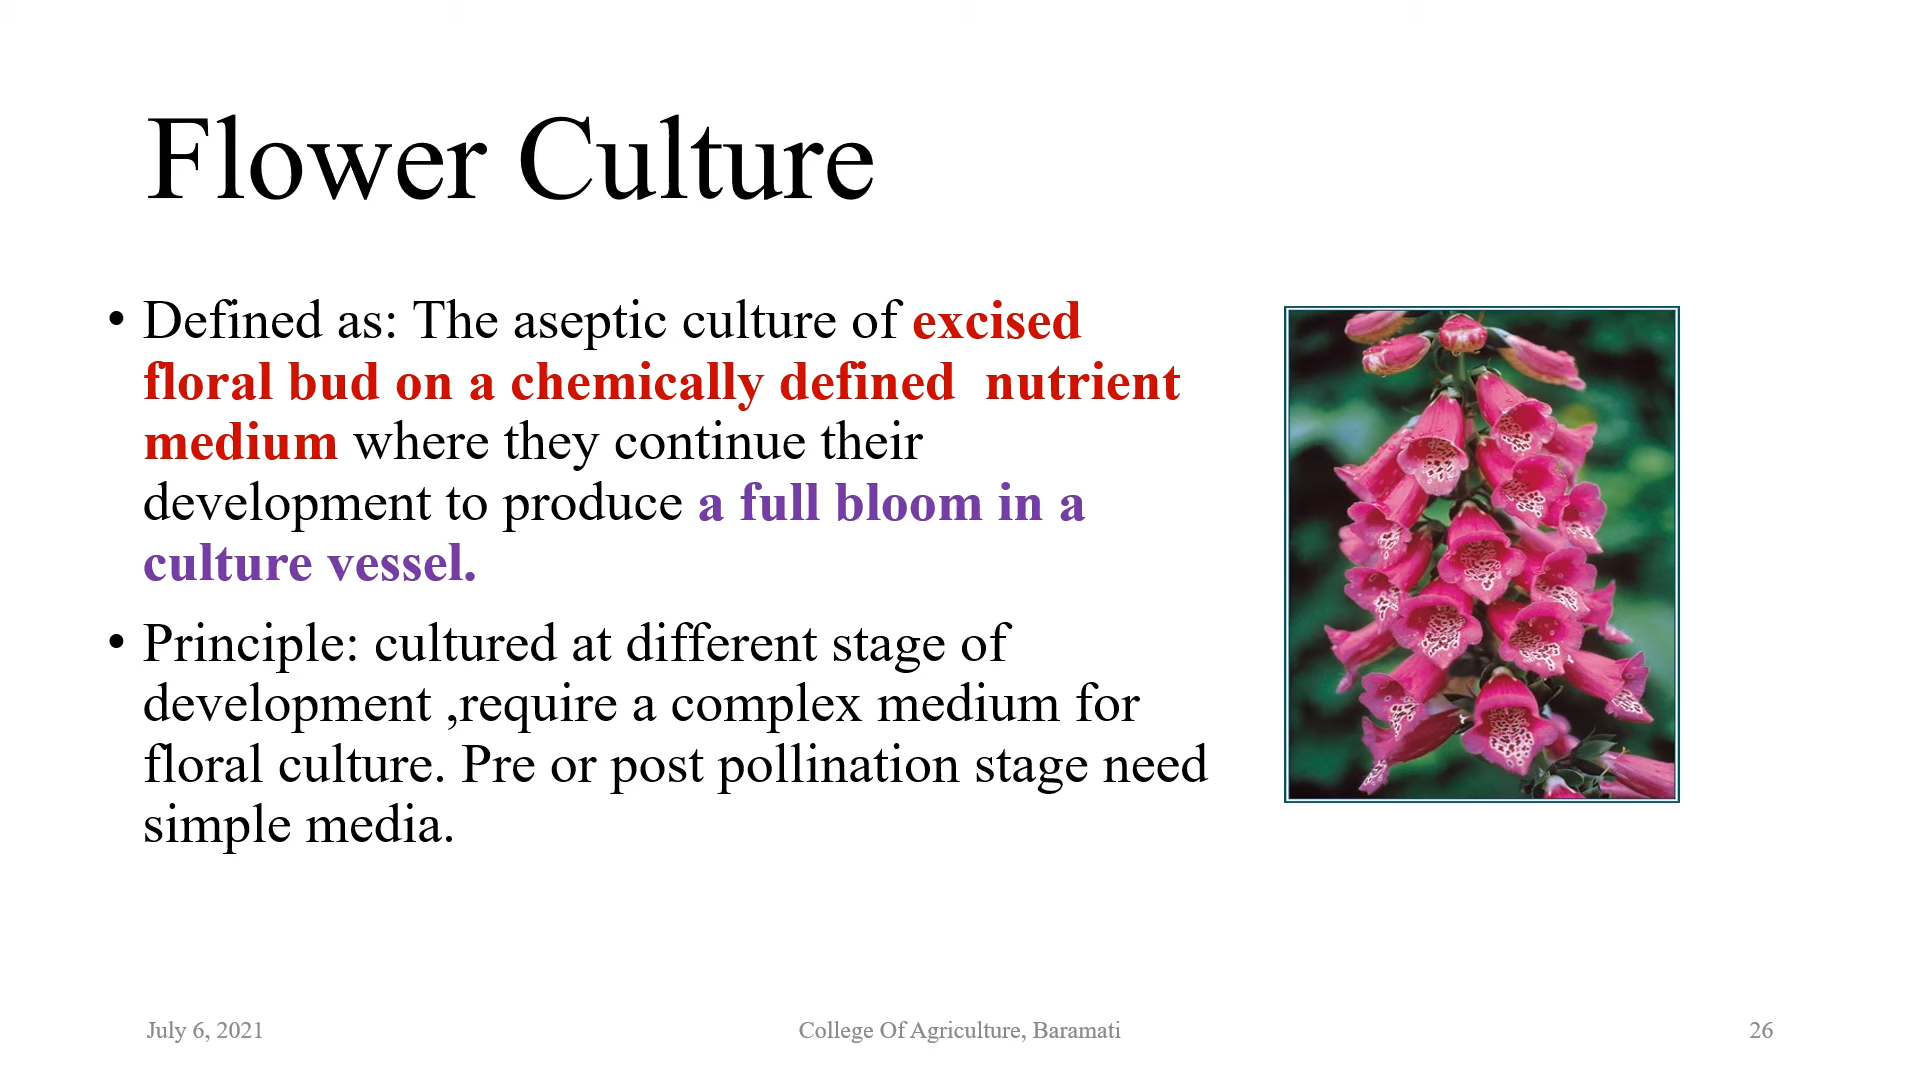 Flower Culture
• Defined as: The aseptic culture of excised
floral bud on a chemically defined  nutrient
medium where they continue their
development to produce a full bloom in a
culture vessel.
• Principle: cultured at different stage of
development ,require a complex medium for
floral culture. Pre or post pollination stage need
simple media.
July 6, 2021
College Of Agriculture, Baramati
26